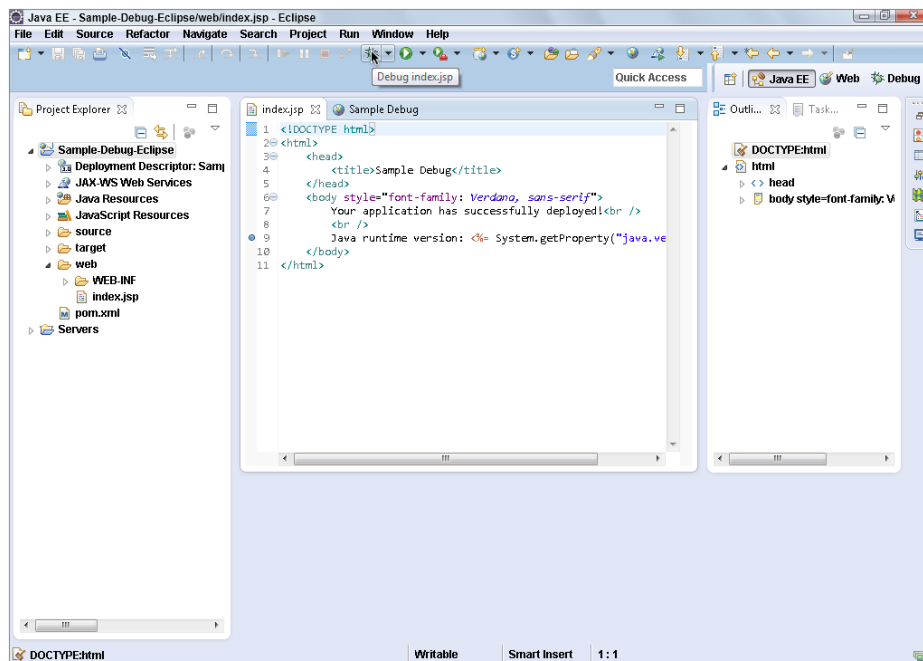 Java EE - Sample-Debug-Eclipse/web/index.jsp - Eclipse
File Edit Source Refactor Navigate Search Project Run Window Help
Debug index.jsp
Quick Access
Java EE
Web
Debug
Project Explorer
Sample-Debug-Eclipse
Deployment Descriptor: Samp
JAX-WS Web Services
Java Resources
JavaScript Resources
source
target
web
WEB-INF
index.jsp
pom.xml
Servers
index.jsp
Sample Debug
1 <!DOCTYPE html>
2 <html>
3 <head>
4 <title>Sample Debug</title>
5 </head>
6 <body style="font-family: Verdana, sans-serif">
7 Your application has successfully deployed!<br />
8 <br />
9 Java runtime version: <%= System.getProperty("java.ve
10 </body>
11 </html>
Outli...
Task...
DOCTYPE:html
html
head
body style=font-family: V
DOCTYPE:html
Writable
Smart Insert
1 : 1